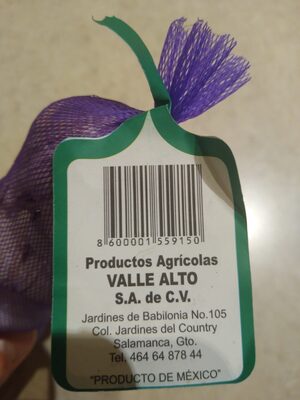 8 600001 559150
Productos Agrícolas
VALLE ALTO
S.A. de C.V.
Jardines de Babilonia No.105
Col. Jardines del Country
Salamanca, Gto.
Tel. 464 64 878 44
"PRODUCTO DE MÉXICO"